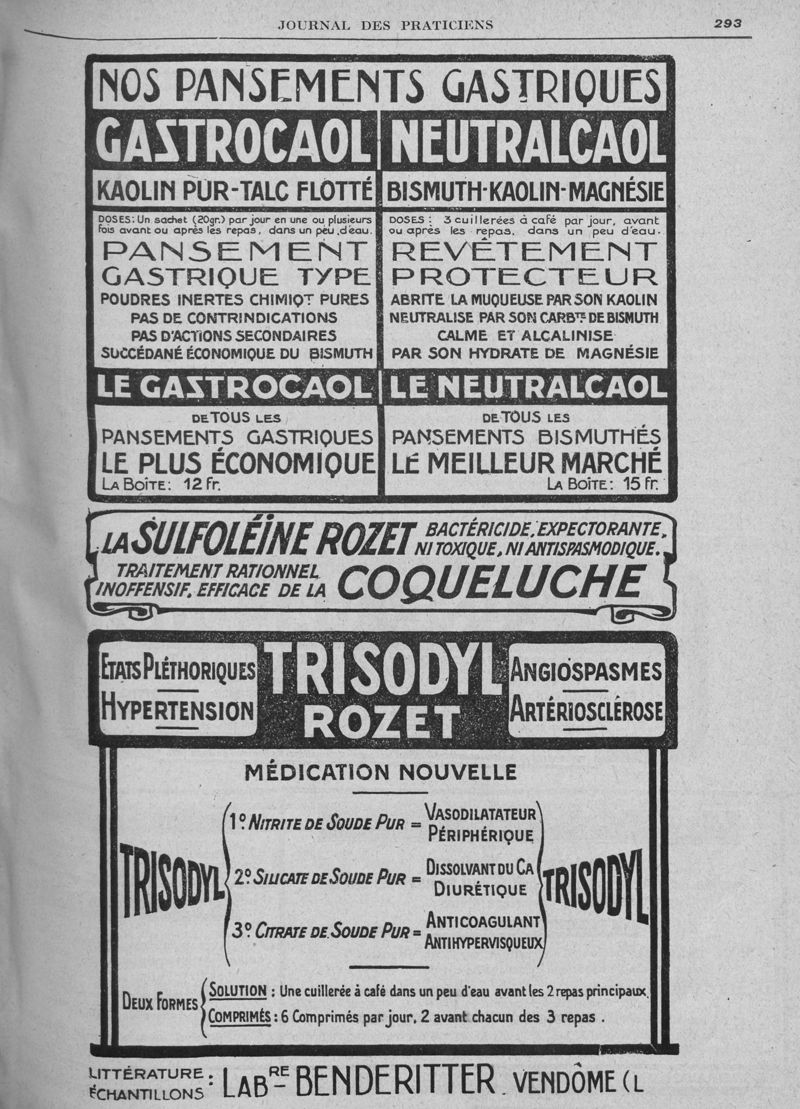 JOURNAL DES PRATICIENS
293
NOS PANSEMENTS GASTRIQUES
GASTROCAOL
KAOLIN PUR-TALC FLOTTÉ
DOSES: Un sachet (20gr.) par jour en une ou plusieurs
fois avant ou après les repas, dans un peu d'eau.
PANSEMENT
GASTRIQUE TYPE
POUDRES INERTES CHIMIQT PURES
PAS DE CONTRINDICATIONS
PAS D'ACTIONS SECONDAIRES
SUCCÉDANÉ ÉCONOMIQUE DU BISMUTH
LE GASTROCAOL
DE TOUS LES
PANSEMENTS GASTRIQUES
LE PLUS ÉCONOMIQUE
LA BOÎTE: 12 fr.
NEUTRALCAOL
BISMUTH-KAOLIN-MAGNÉSIE
DOSES: 3 cuillerées à café par jour, avant
ou après les repas, dans un peu d'eau.
REVÊTEMENT
PROTECTEUR
ABRITE LA MUQUEUSE PAR SON KAOLIN
NEUTRALISE PAR SON CARBTE DE BISMUTH
CALME ET ALCALINISE
PAR SON HYDRATE DE MAGNÉSIE
LE NEUTRALCAOL
DE TOUS LES
PANSEMENTS BISMUTHÉS
LE MEILLEUR MARCHÉ
LA BOÎTE: 15 fr.
LA SULFOLÉINE ROZET BACTÉRICIDE, EXPECTORANTE,
NI TOXIQUE, NI ANTISPASMODIQUE.
TRAITEMENT RATIONNEL
INOFFENSIF, EFFICACE DE LA COQUELUCHE
ETATS PLÉTHORIQUES
HYPERTENSION
TRISODYL
ROZET
ANGIOSPASMES
ARTÉRIOSCLÉROSE
MÉDICATION NOUVELLE
TRISODYL
1º NITRITE DE SOUDE PUR = VASODILATATEUR
PÉRIPHÉRIQUE
2º SILICATE DE SOUDE PUR = DISSOLVANT DU CA
DIURÉTIQUE
3º CITRATE DE SOUDE PUR = ANTICOAGULANT
ANTIHYPERVISQUEUX
TRISODYL
DEUX FORMES
SOLUTION : Une cuillerée à café dans un peu d'eau avant les 2 repas principaux.
COMPRIMÉS : 6 Comprimés par jour, 2 avant chacun des 3 repas.
LITTÉRATURE :
ÉCHANTILLONS :
LABRE BENDERITTER. VENDÔME (L